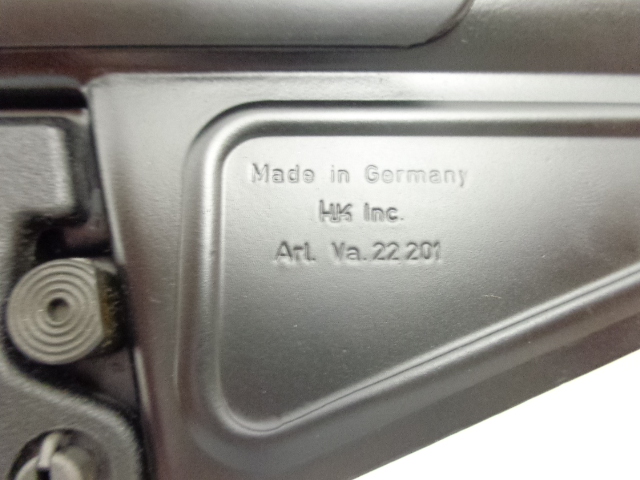 Made in Germany
HK Inc.
Arl. Va. 22 201